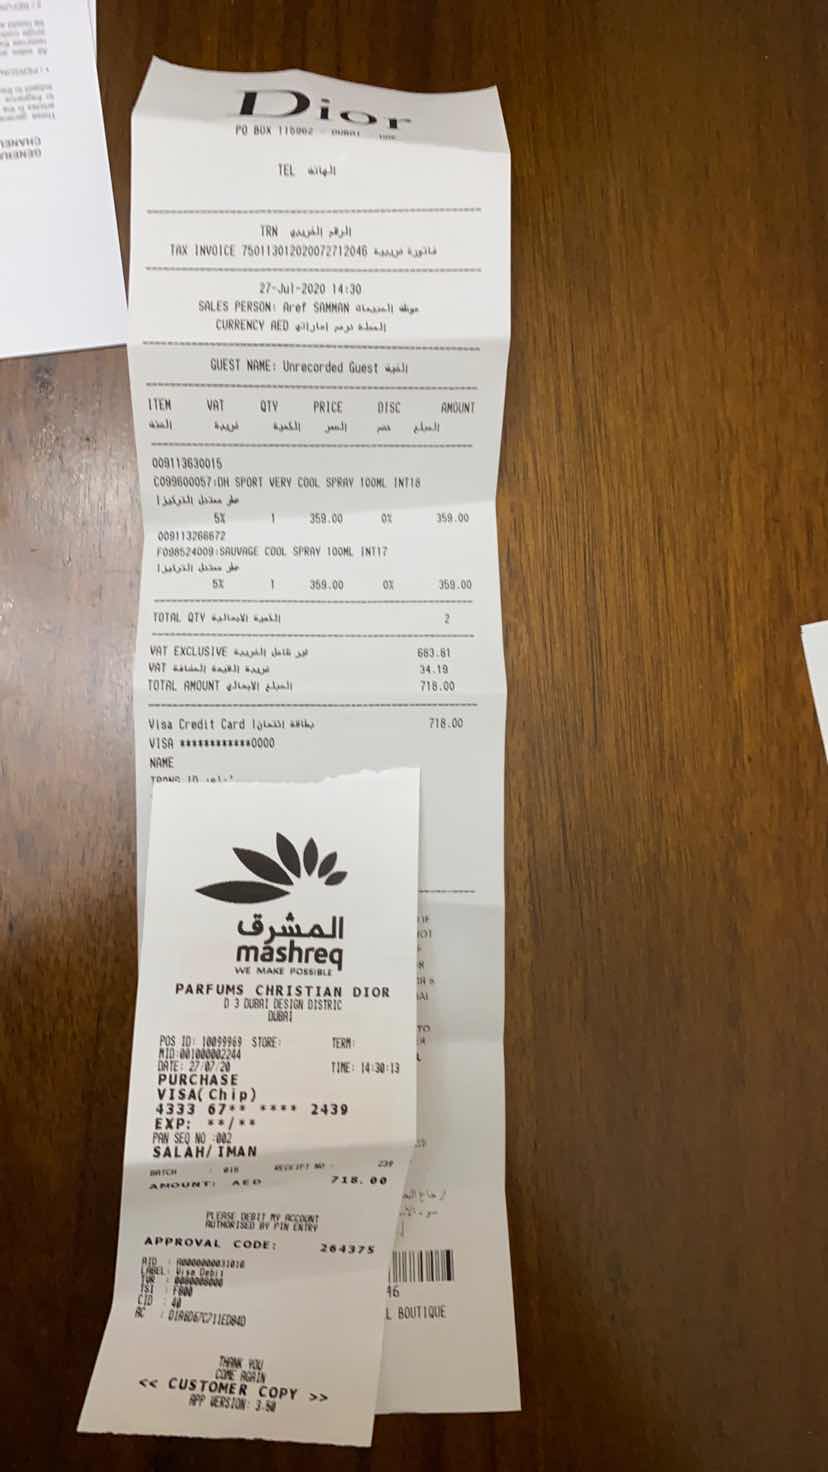 Dior
PO BOX 115902 - DUBAI - UAE
TEL الهاتف
TRN الرقم الضريبي
TAX INVOICE 750113012020072712046 فاتورة ضريبية
27-Jul-2020 14:30
SALES PERSON: Aref SAMMAN موظف المبيعات
CURRENCY AED العملة درهم إماراتي
GUEST NAME: Unrecorded Guest الضيف
ITEM VAT QTY PRICE DISC AMOUNT
ضريبة الكمية السعر خصم المبلغ
009113630015
C099600057:DH SPORT VERY COOL SPRAY 100ML INT18
عطر معتدل التركيز
5% 1 359.00 0% 359.00
009113266672
F098524009:SAUVAGE COOL SPRAY 100ML INT17
عطر معتدل التركيز
5% 1 359.00 0% 359.00
TOTAL QTY الكمية الاجمالية 2
VAT EXCLUSIVE غير شامل الضريبة 683.81
VAT ضريبة القيمة المضافة 34.19
TOTAL AMOUNT المبلغ الاجمالي 718.00
Visa Credit Card بطاقة إئتمان 718.00
VISA ************0000
NAME
TRANS ID
المشرق
mashreq
WE MAKE POSSIBLE
PARFUMS CHRISTIAN DIOR
D 3 DUBAI DESIGN DISTRIC
DUBAI
POS ID: 10099969 STORE: TERM:
MID:001000002244
DATE: 27/07/20 TIME: 14:30:13
PURCHASE
VISA(Chip)
4333 67** **** 2439
EXP: **/**
PAN SEQ NO :002
SALAH/IMAN
BATCH : 016 RECEIPT NO : 239
AMOUNT: AED 718.00
PLEASE DEBIT MY ACCOUNT
AUTHORISED BY PIN ENTRY
APPROVAL CODE: 264375
AID : A0000000031010
LABEL: Visa Debit
TVR : 0080008000
TSI : F800
CID : 40
AC : D1A6D67C711ED84D
46
L BOUTIQUE
THANK YOU
COME AGAIN
<< CUSTOMER COPY >>
APP VERSION: 3.50
CHANEL